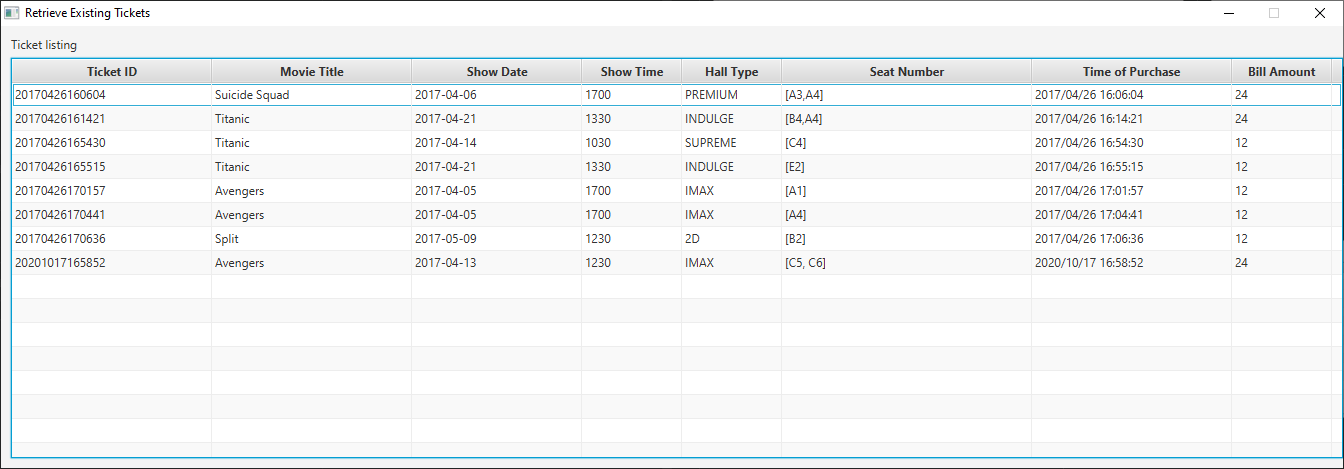 Retrieve Existing Tickets
Ticket listing
Ticket ID Movie Title Show Date Show Time Hall Type Seat Number Time of Purchase Bill Amount
20170426160604 Suicide Squad 2017-04-06 1700 PREMIUM [A3,A4] 2017/04/26 16:06:04 24
20170426161421 Titanic 2017-04-21 1330 INDULGE [B4,A4] 2017/04/26 16:14:21 24
20170426165430 Titanic 2017-04-14 1030 SUPREME [C4] 2017/04/26 16:54:30 12
20170426165515 Titanic 2017-04-21 1330 INDULGE [E2] 2017/04/26 16:55:15 12
20170426170157 Avengers 2017-04-05 1700 IMAX [A1] 2017/04/26 17:01:57 12
20170426170441 Avengers 2017-04-05 1700 IMAX [A4] 2017/04/26 17:04:41 12
20170426170636 Split 2017-05-09 1230 2D [B2] 2017/04/26 17:06:36 12
20201017165852 Avengers 2017-04-13 1230 IMAX [C5, C6] 2020/10/17 16:58:52 24